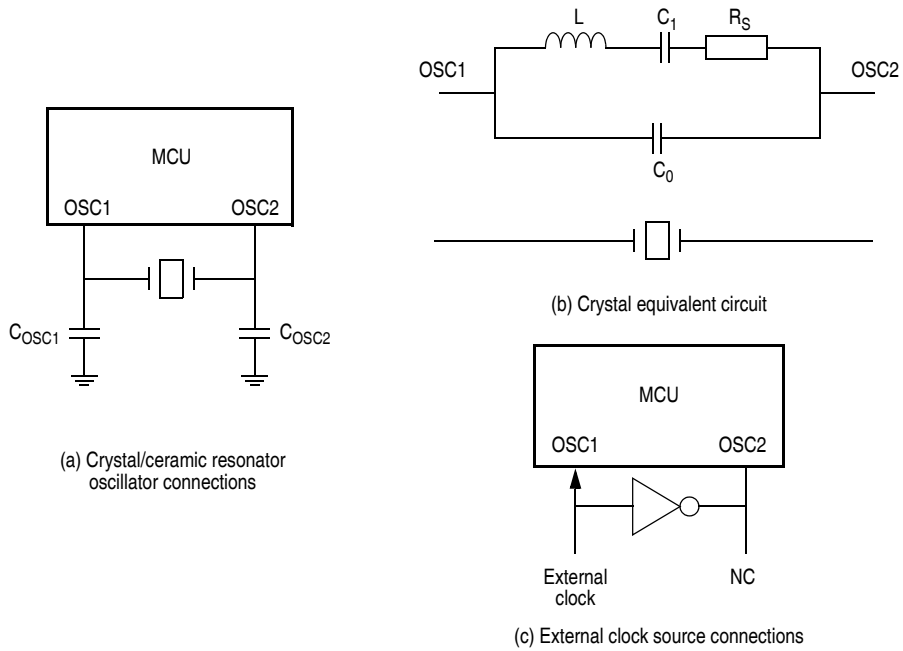 MCU
OSC1 OSC2
COSC1 COSC2
(a) Crystal/ceramic resonator
oscillator connections
L C1 RS
OSC1 OSC2
C0
(b) Crystal equivalent circuit
MCU
OSC1 OSC2
External
clock
NC
(c) External clock source connections